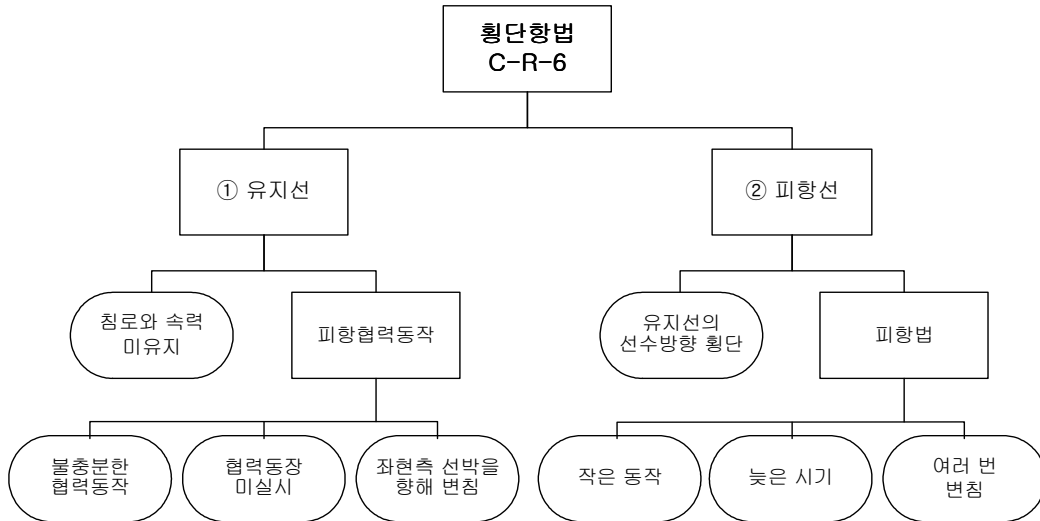 횡단항법
C-R-6
① 유지선
② 피항선
침로와 속력
미유지
피항협력동작
유지선의
선수방향 횡단
피항법
불충분한
협력동작
협력동장
미실시
좌현측 선박을
향해 변침
작은 동작
늦은 시기
여러 번
변침